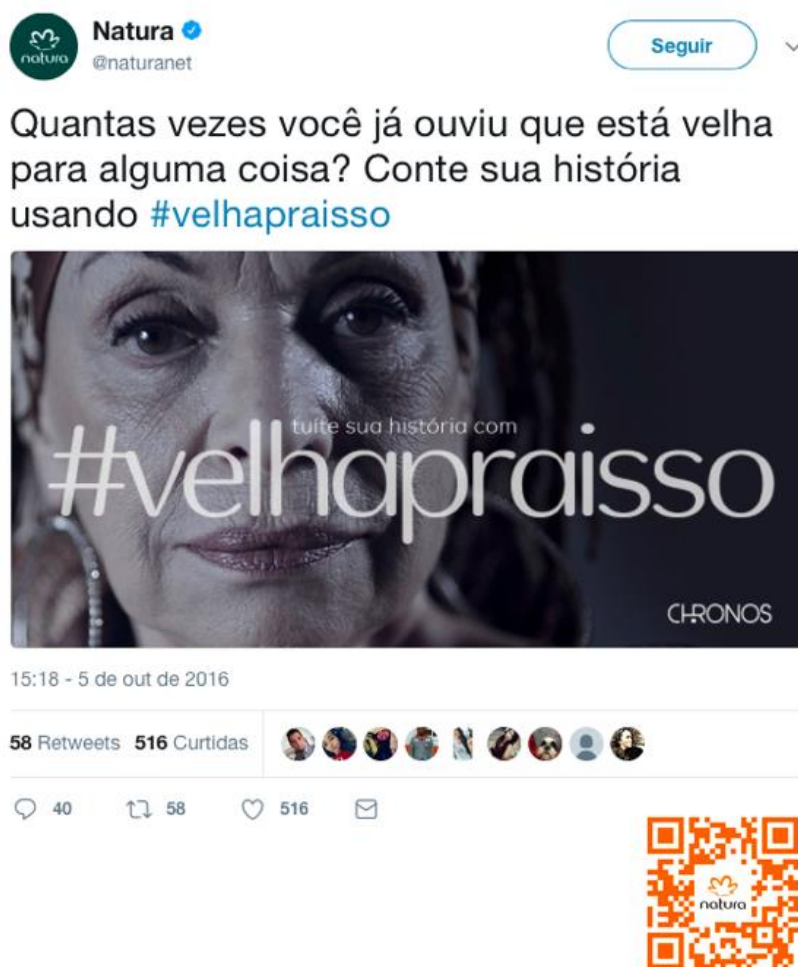 natura
Natura
@naturanet
Seguir
Quantas vezes você já ouviu que está velha
para alguma coisa? Conte sua história
usando #velhapraisso
tuíte sua história com
#velhapraisso
CHRONOS
15:18 - 5 de out de 2016
58 Retweets 516 Curtidas
40 58 516
natura